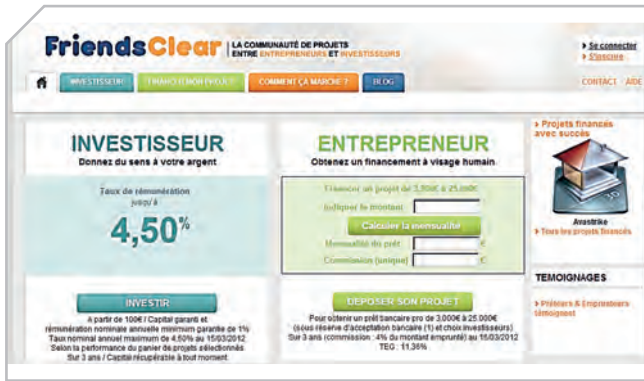 FriendsClear
LA COMMUNAUTÉ DE PROJETS
ENTRE ENTREPRENEURS ET INVESTISSEURS
Se connecter
S'inscrire
INVESTISSEUR
FINANCER MON PROJET
COMMENT ÇA MARCHE ?
BLOG
CONTACT
AIDE
INVESTISSEUR
Donnez du sens à votre argent
Taux de rémunération
jusqu'à
4,50%
INVESTIR
A partir de 100€ / Capital garanti et
rémunération nominale annuelle minimum garantie de 1%
Taux nominal annuel maximum de 4.50% au 15/03/2012
Selon la performance du panier de projets sélectionnés
Sur 3 ans / Capital récupérable à tout moment
ENTREPRENEUR
Obtenez un financement à visage humain
Financer un projet de 3,000€ à 25.000€
Indiquer le montant
Calculer la mensualité
Mensualité du prêt €
Commission (unique) €
DEPOSER SON PROJET
Pour obtenir un prêt bancaire pro de 3,000€ à 25.000€
(sous réserve d'acceptation bancaire (1) et choix investisseurs)
Sur 3 ans (commission : 4% du montant emprunté) au 15/03/2012
TEG : 11,36%
Projets financés
avec succès
3D
Avastrike
Tous les projets financés
TEMOIGNAGES
Prêteurs & Emprunteurs
témoignent